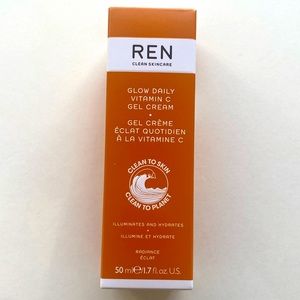 REN
CLEAN SKINCARE
GLOW DAILY
VITAMIN C
GEL CREAM
•
GEL CRÈME
ÉCLAT QUOTIDIEN
À LA VITAMINE C
CLEAN TO SKIN
CLEAN TO PLANET
ILLUMINATES AND HYDRATES
•
ILLUMINE ET HYDRATE
RADIANCE
ÉCLAT
50 ml ℮/1.7 fl.oz. U.S.